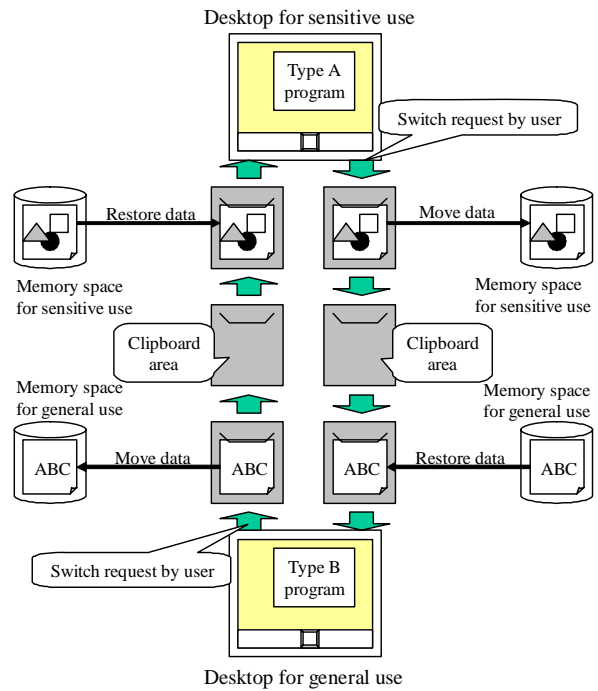 Desktop for sensitive use
Type A
program
Switch request by user
Restore data
Move data
Memory space
for sensitive use
Memory space
for sensitive use
Clipboard
area
Clipboard
area
Memory space
for general use
Memory space
for general use
ABC
Move data
ABC
ABC
Restore data
ABC
Switch request by user
Type B
program
Desktop for general use